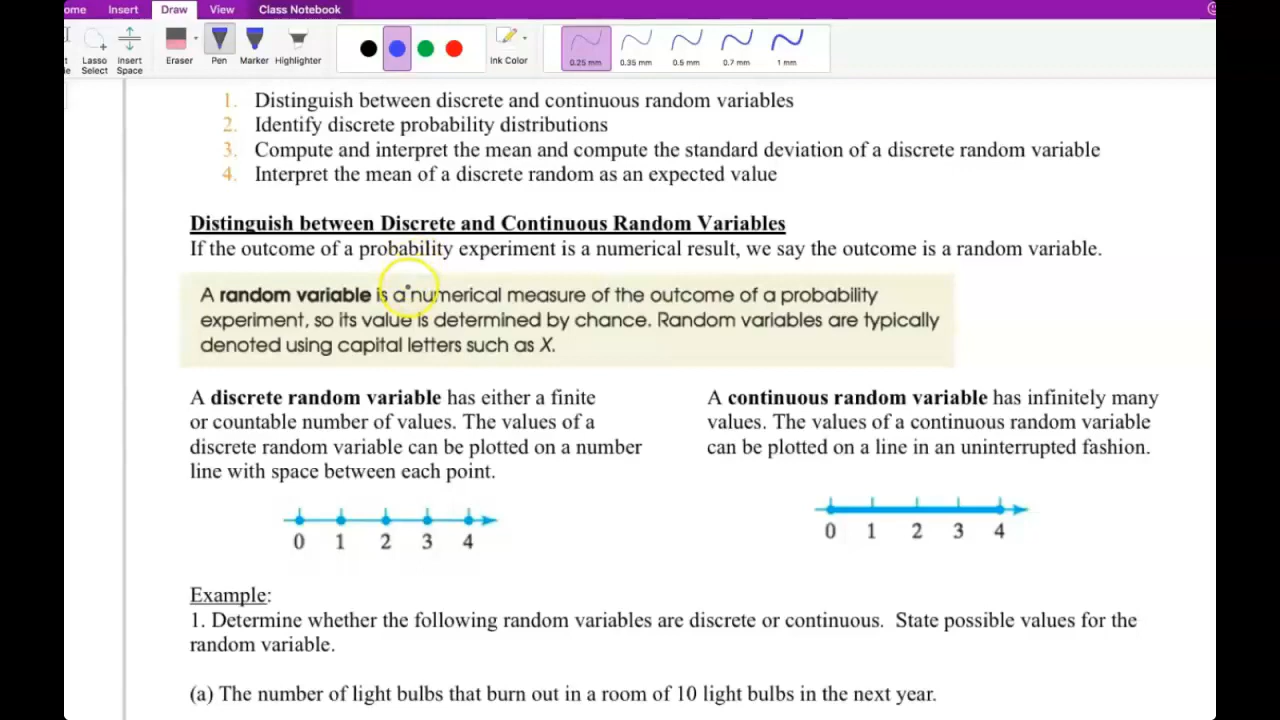 ome Insert Draw View Class Notebook
Lasso Select
Insert Space
Eraser
Pen
Marker
Highlighter
Ink Color
0.25 mm
0.35 mm
0.5 mm
0.7 mm
1 mm
1. Distinguish between discrete and continuous random variables
2. Identify discrete probability distributions
3. Compute and interpret the mean and compute the standard deviation of a discrete random variable
4. Interpret the mean of a discrete random as an expected value
Distinguish between Discrete and Continuous Random Variables
If the outcome of a probability experiment is a numerical result, we say the outcome is a random variable.
A random variable is a numerical measure of the outcome of a probability
experiment, so its value is determined by chance. Random variables are typically
denoted using capital letters such as X.
A discrete random variable has either a finite
or countable number of values. The values of a
discrete random variable can be plotted on a number
line with space between each point.
0 1 2 3 4
A continuous random variable has infinitely many
values. The values of a continuous random variable
can be plotted on a line in an uninterrupted fashion.
0 1 2 3 4
Example:
1. Determine whether the following random variables are discrete or continuous. State possible values for the
random variable.
(a) The number of light bulbs that burn out in a room of 10 light bulbs in the next year.